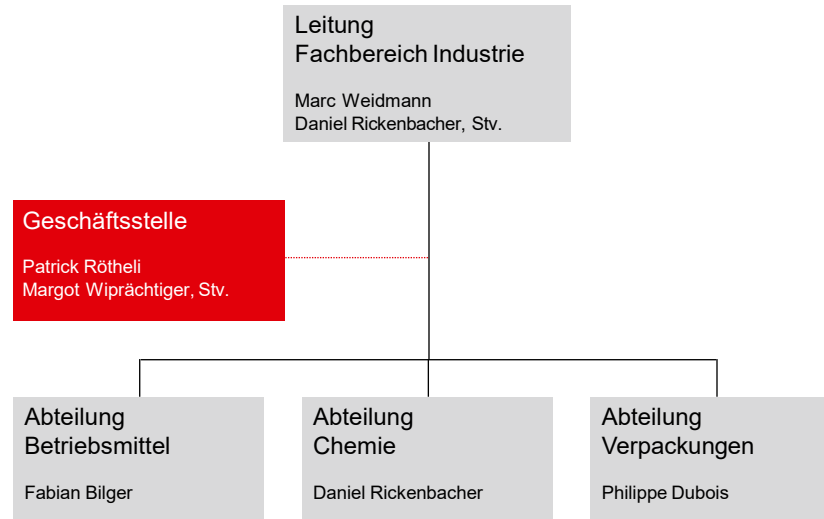 Leitung
Fachbereich Industrie
Marc Weidmann
Daniel Rickenbacher, Stv.
Geschäftsstelle
Patrick Rötheli
Margot Wiprächtiger, Stv.
Abteilung
Betriebsmittel
Fabian Bilger
Abteilung
Chemie
Daniel Rickenbacher
Abteilung
Verpackungen
Philippe Dubois